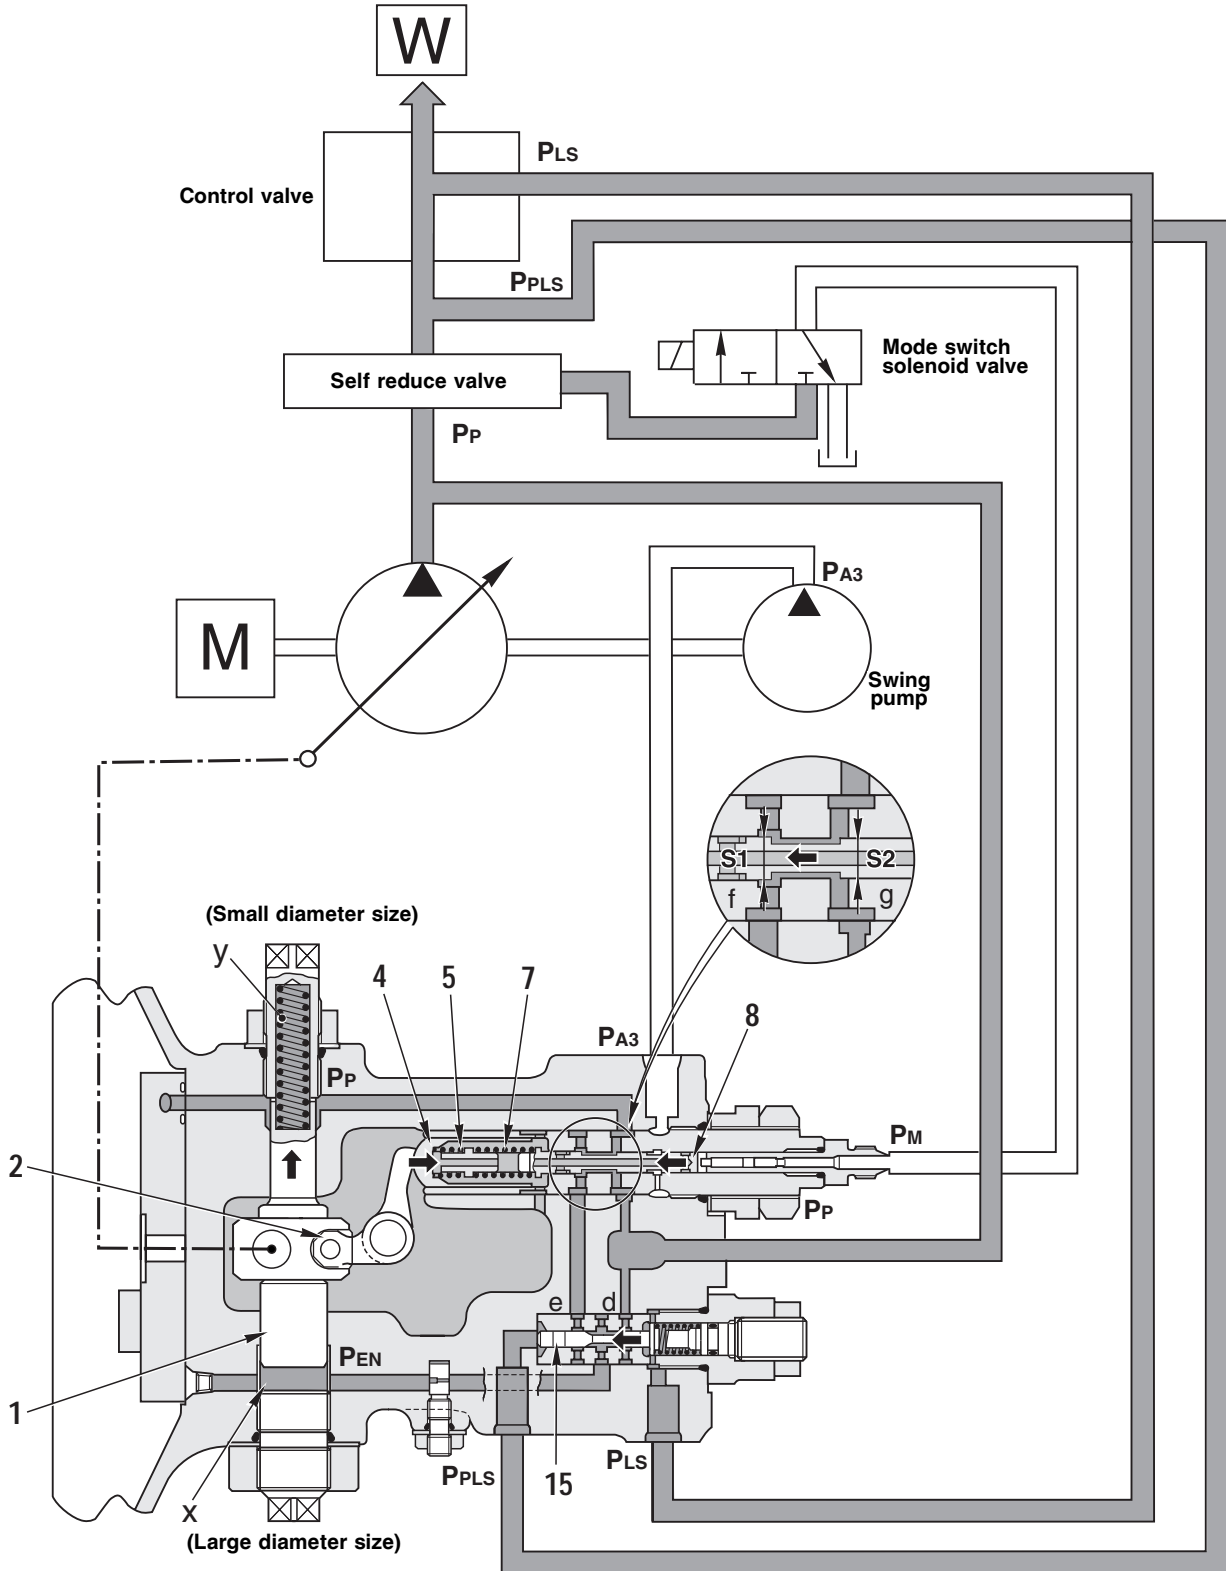 W
PLS
Control valve
PPLS
Mode switch
solenoid valve
Self reduce valve
PP
PA3
M
Swing
pump
S1
S2
f
g
(Small diameter size)
y
4
5
7
8
PA3
PP
PM
2
PP
e
d
PEN
1
x
PPLS
15
PLS
(Large diameter size)